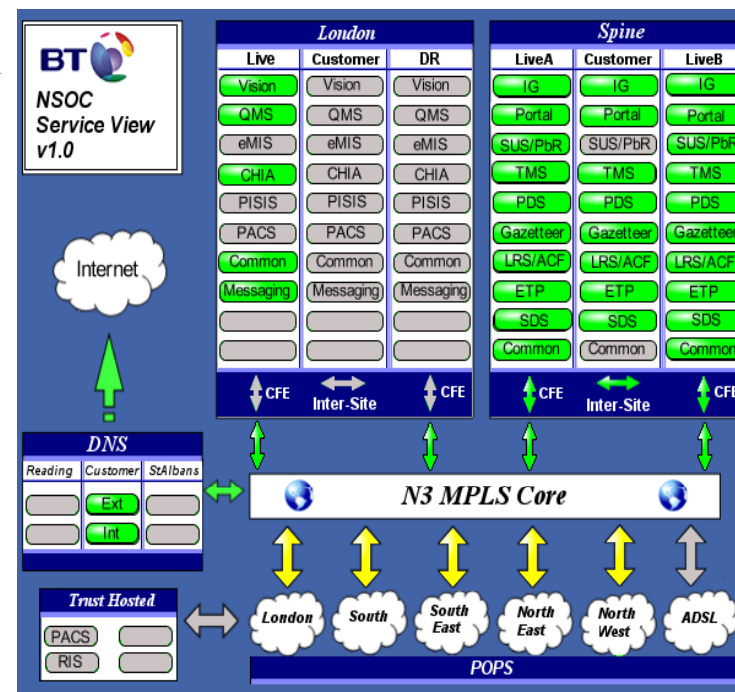 BT
NSOC
Service View
v1.0
London
Live Customer DR
Vision Vision Vision
QMS QMS QMS
eMIS eMIS eMIS
CHIA CHIA CHIA
PISIS PISIS PISIS
PACS PACS PACS
Common Common Common
Messaging Messaging Messaging
CFE Inter-Site CFE
Spine
LiveA Customer LiveB
IG IG IG
Portal Portal Portal
SUS/PbR SUS/PbR SUS/PbR
TMS TMS TMS
PDS PDS PDS
Gazetteer Gazetteer Gazetteer
LRS/ACF LRS/ACF LRS/ACF
ETP ETP ETP
SDS SDS SDS
Common Common Common
CFE Inter-Site CFE
Internet
DNS
Reading Customer StAlbans
Ext
Int
N3 MPLS Core
Trust Hosted
PACS
RIS
London
South
South
East
North
East
North
West
ADSL
POPS